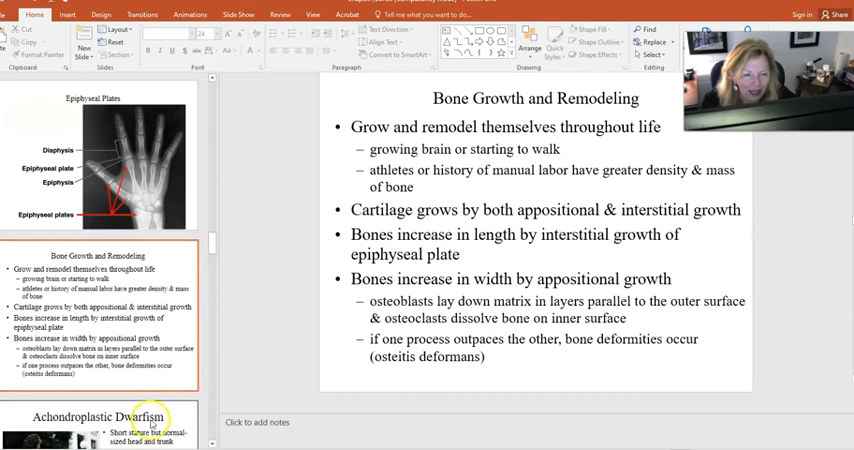 Home
Insert
Design
Transitions
Animations
Slide Show
Review
View
Acrobat
Tell me what you want to do...
Sign in
Share
Cut
Copy
Format Painter
Clipboard
New
Slide
Layout
Reset
Section
Slides
24
Font
Text Direction
Align Text
Convert to SmartArt
Paragraph
Arrange
Quick
Styles
Shape Fill
Shape Outline
Shape Effects
Drawing
Find
Replace
Select
Editing
Epiphyseal Plates
Diaphysis
Epiphyseal plate
Epiphysis
Epiphyseal plates
Bone Growth and Remodeling
• Grow and remodel themselves throughout life
– growing brain or starting to walk
– athletes or history of manual labor have greater density & mass
of bone
• Cartilage grows by both appositional & interstitial growth
• Bones increase in length by interstitial growth of
epiphyseal plate
• Bones increase in width by appositional growth
– osteoblasts lay down matrix in layers parallel to the outer surface
& osteoclasts dissolve bone on inner surface
– if one process outpaces the other, bone deformities occur
(osteitis deformans)
Achondroplastic Dwarfism
• Short stature but normal-
sized head and trunk
Bone Growth and Remodeling
• Grow and remodel themselves throughout life
– growing brain or starting to walk
– athletes or history of manual labor have greater density & mass
of bone
• Cartilage grows by both appositional & interstitial growth
• Bones increase in length by interstitial growth of
epiphyseal plate
• Bones increase in width by appositional growth
– osteoblasts lay down matrix in layers parallel to the outer surface
& osteoclasts dissolve bone on inner surface
– if one process outpaces the other, bone deformities occur
(osteitis deformans)
Click to add notes